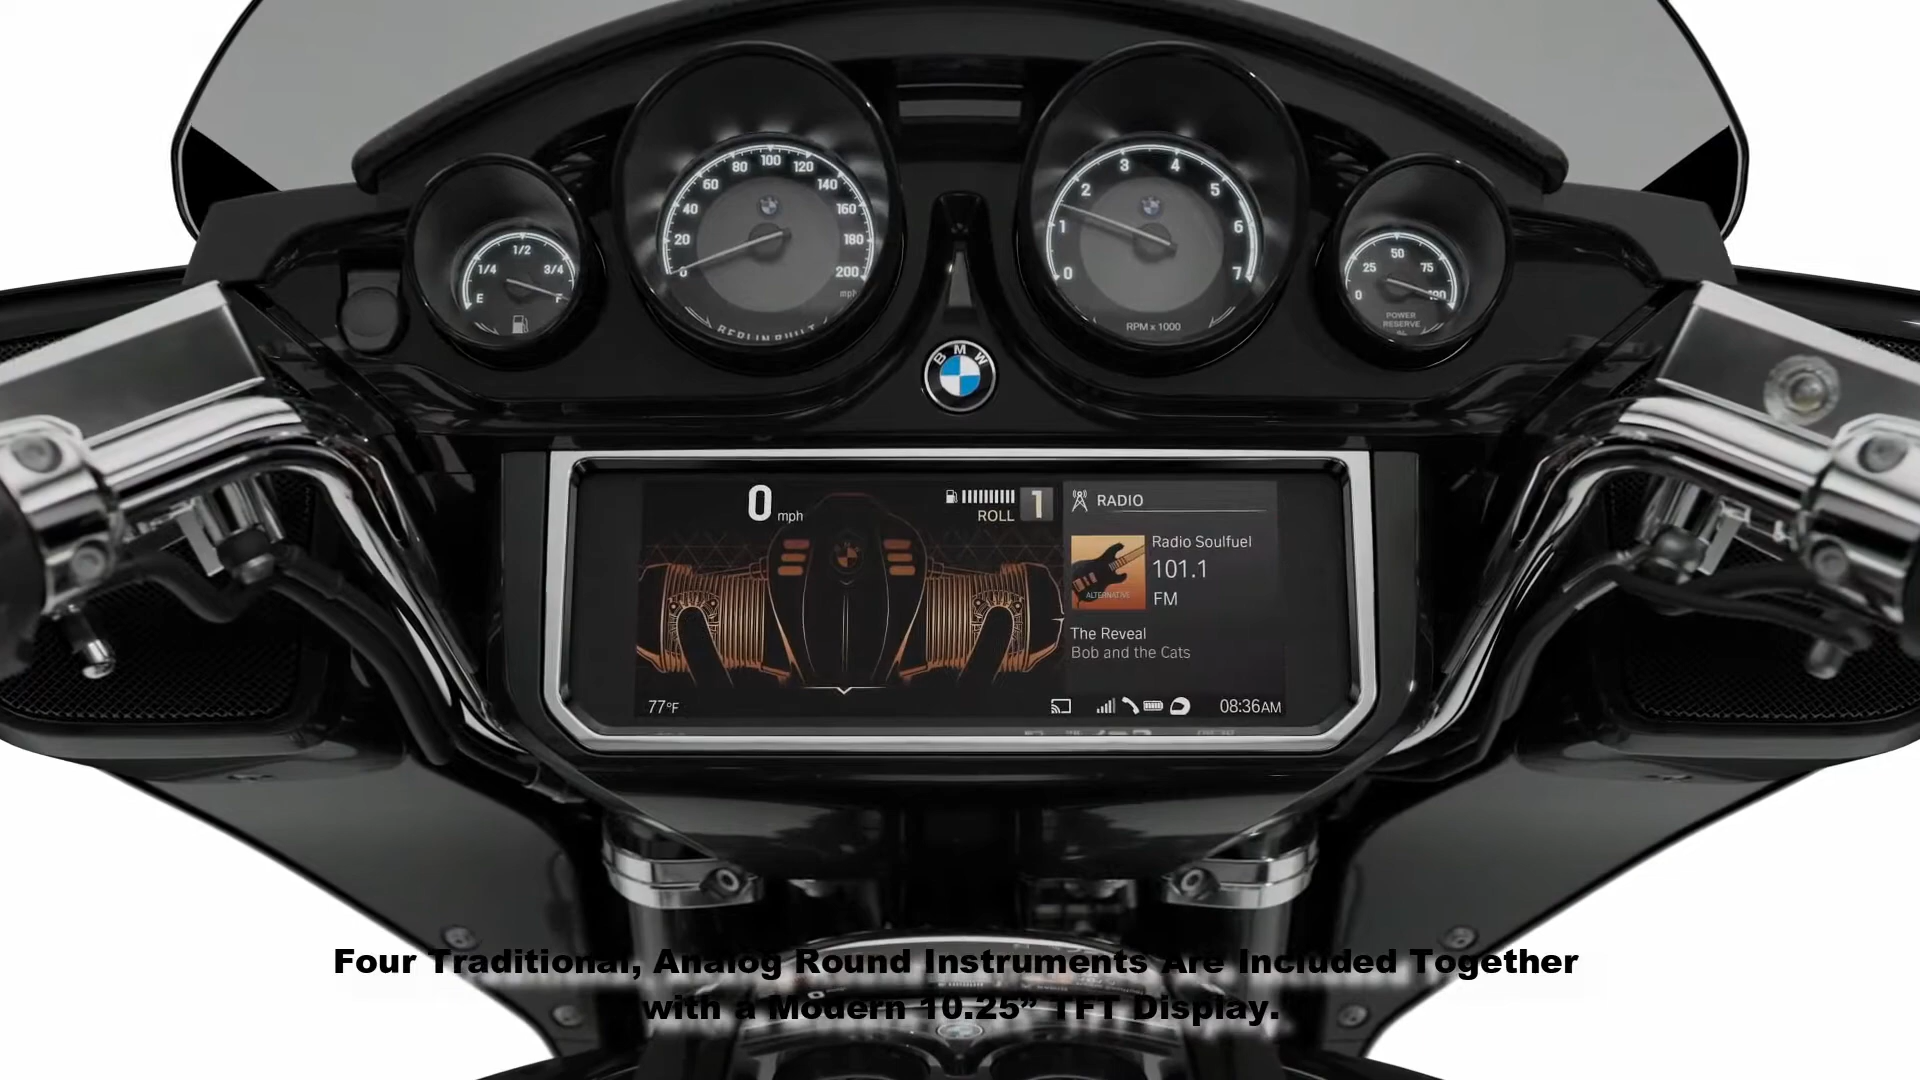 80 100 120
60 140
40 160
20 180
0 200
mph
BERLIN BUILT
3 4
2 5
1 6
0 7
RPM x 1000
1/2
1/4 3/4
E F
50
25 75
0 100
POWER
RESERVE
%
BMW
0 mph
ROLL 1
RADIO
Radio Soulfuel
101.1
FM
ALTERNATIVE
The Reveal
Bob and the Cats
77°F
08:36AM
Four Traditional, Analog Round Instruments Are Included Together
with a Modern 10.25” TFT Display.